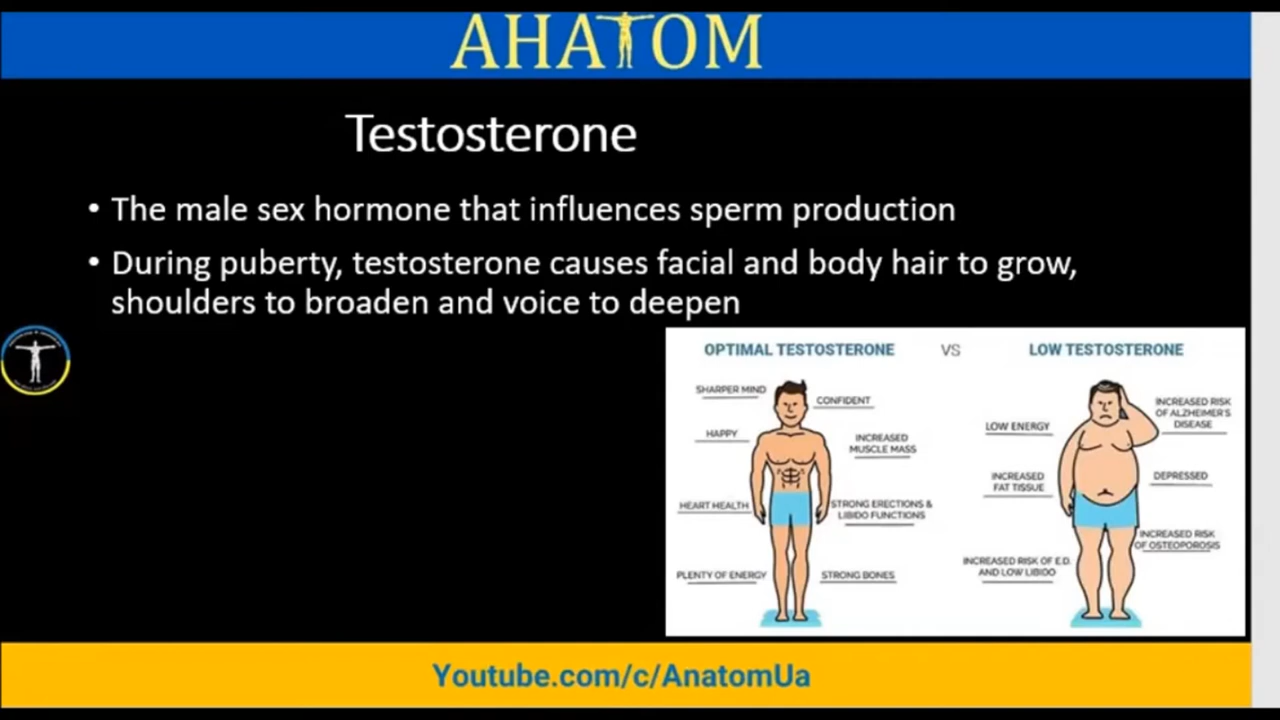 AHATOM
Testosterone
• The male sex hormone that influences sperm production
• During puberty, testosterone causes facial and body hair to grow,
shoulders to broaden and voice to deepen
OPTIMAL TESTOSTERONE VS LOW TESTOSTERONE
SHARPER MIND
CONFIDENT
HAPPY
INCREASED
MUSCLE MASS
HEART HEALTH
STRONG ERECTIONS &
LIBIDO FUNCTIONS
PLENTY OF ENERGY
STRONG BONES
LOW ENERGY
INCREASED RISK
OF ALZHEIMER'S
DISEASE
INCREASED
FAT TISSUE
DEPRESSED
INCREASED RISK
OF OSTEOPOROSIS
INCREASED RISK OF E.D.
AND LOW LIBIDO
Youtube.com/c/AnatomUa